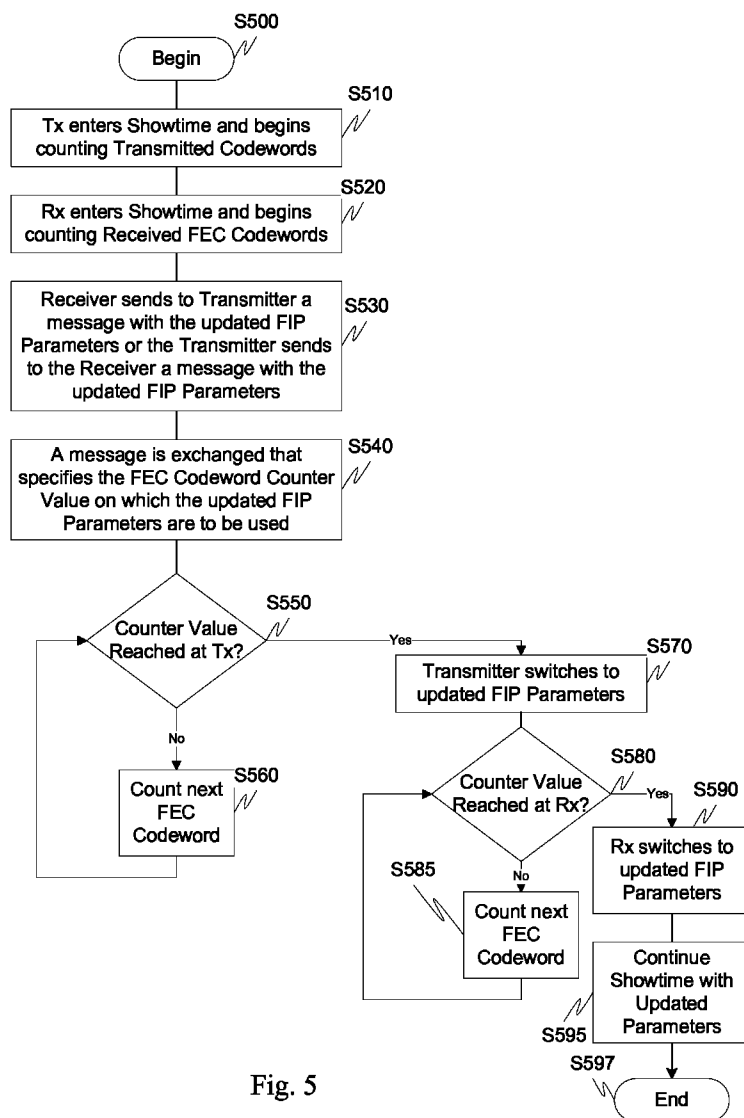 S500
Begin
S510
Tx enters Showtime and begins
counting Transmitted Codewords
S520
Rx enters Showtime and begins
counting Received FEC Codewords
S530
Receiver sends to Transmitter a
message with the updated FIP
Parameters or the Transmitter sends
to the Receiver a message with the
updated FIP Parameters
S540
A message is exchanged that
specifies the FEC Codeword Counter
Value on which the updated FIP
Parameters are to be used
S550
Counter Value
Reached at Tx?
Yes
No
S560
Count next
FEC
Codeword
S570
Transmitter switches to
updated FIP Parameters
S580
Counter Value
Reached at Rx?
Yes
No
S585
Count next
FEC
Codeword
S590
Rx switches to
updated FIP
Parameters
Continue
Showtime with
Updated
Parameters
S595
S597
End
Fig. 5